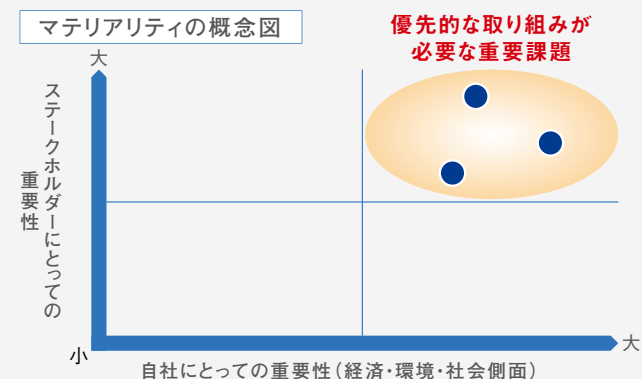 マテリアリティの概念図
優先的な取り組みが
必要な重要課題
大
ステークホルダーにとっての
重要性
小
大
自社にとっての重要性(経済・環境・社会側面)